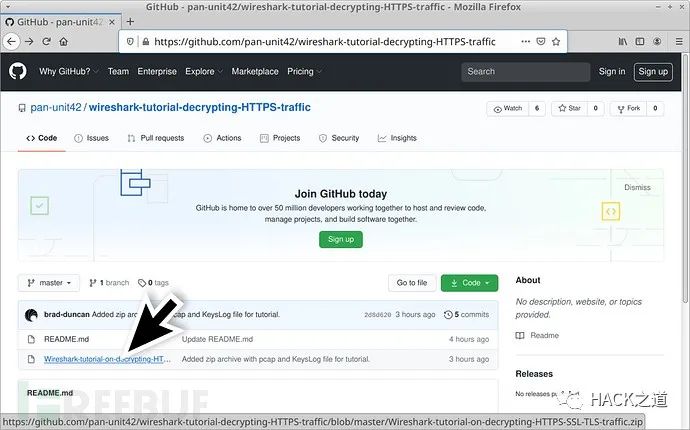 GitHub - pan-unit42/wireshark-tutorial-decrypting-HTTPS-traffic - Mozilla Firefox
GitHub - pan-unit42/
https://github.com/pan-unit42/wireshark-tutorial-decrypting-HTTPS-traffic
Why GitHub? Team Enterprise Explore Marketplace Pricing Search Sign in Sign up
pan-unit42 / wireshark-tutorial-decrypting-HTTPS-traffic
Watch 6 Star 0 Fork 0
Code Issues Pull requests Actions Projects Security Insights
Join GitHub today
Dismiss
GitHub is home to over 50 million developers working together to host and review code,
manage projects, and build software together.
Sign up
master 1 branch 0 tags Go to file Code
About
No description, website, or topics
provided.
Readme
Releases
No releases
brad-duncan Added zip archive with pcap and KeysLog file for tutorial. 2d8d620 3 hours ago 5 commits
README.md Update README.md 4 hours ago
Wireshark-tutorial-on-decrypting-HT... Added zip archive with pcap and KeysLog file for tutorial. 3 hours ago
README.md
FREEBUF
HACK之道
https://github.com/pan-unit42/wireshark-tutorial-decrypting-HTTPS-traffic/blob/master/Wireshark-tutorial-on-decrypting-HTTPS-SSL-TLS-traffic.zip